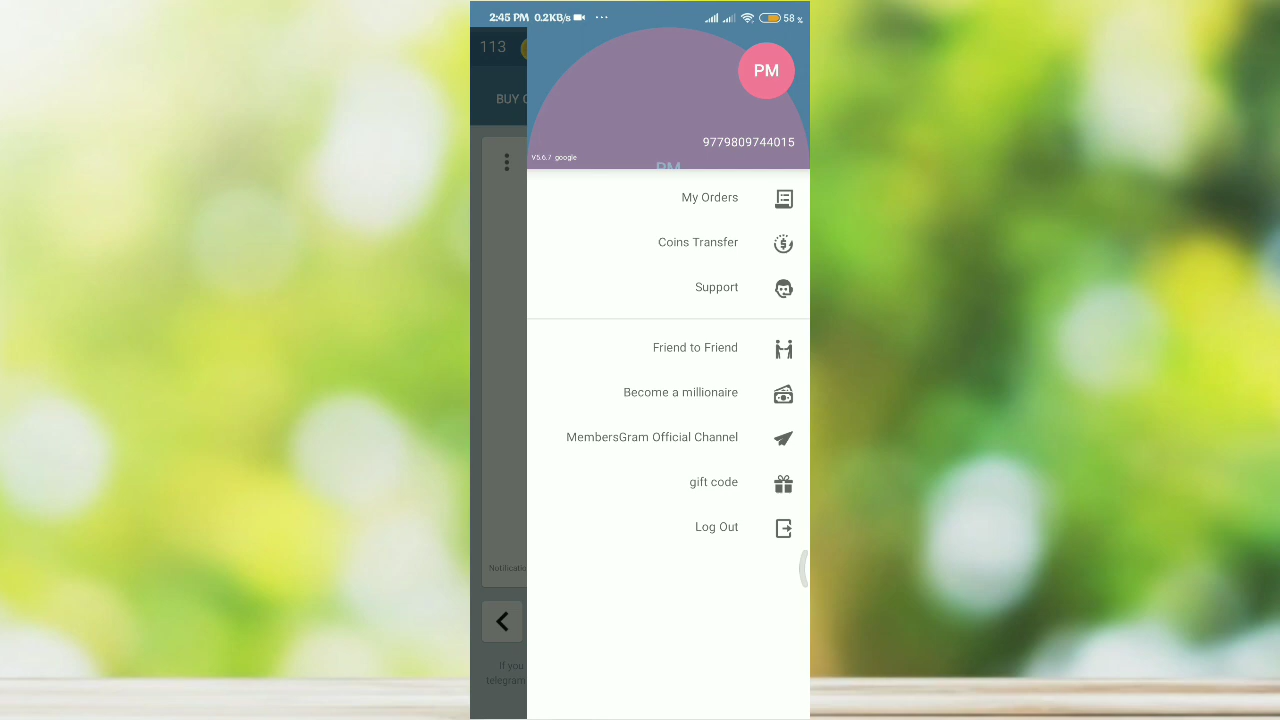 2:45 PM 0.2KB/s ... 58 %
113
BUY
PM
9779809744015
V5.6.7 google
PM
My Orders
Coins Transfer
Support
Friend to Friend
Become a millionaire
MembersGram Official Channel
gift code
Log Out
If you
telegram